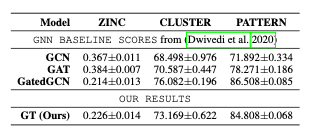 Model ZINC CLUSTER PATTERN
GNN BASELINE SCORES from (Dwivedi et al. 2020)
GCN 0.367±0.011 68.498±0.976 71.892±0.334
GAT 0.384±0.007 70.587±0.447 78.271±0.186
GatedGCN 0.214±0.013 76.082±0.196 86.508±0.085
OUR RESULTS
GT (Ours) 0.226±0.014 73.169±0.622 84.808±0.068